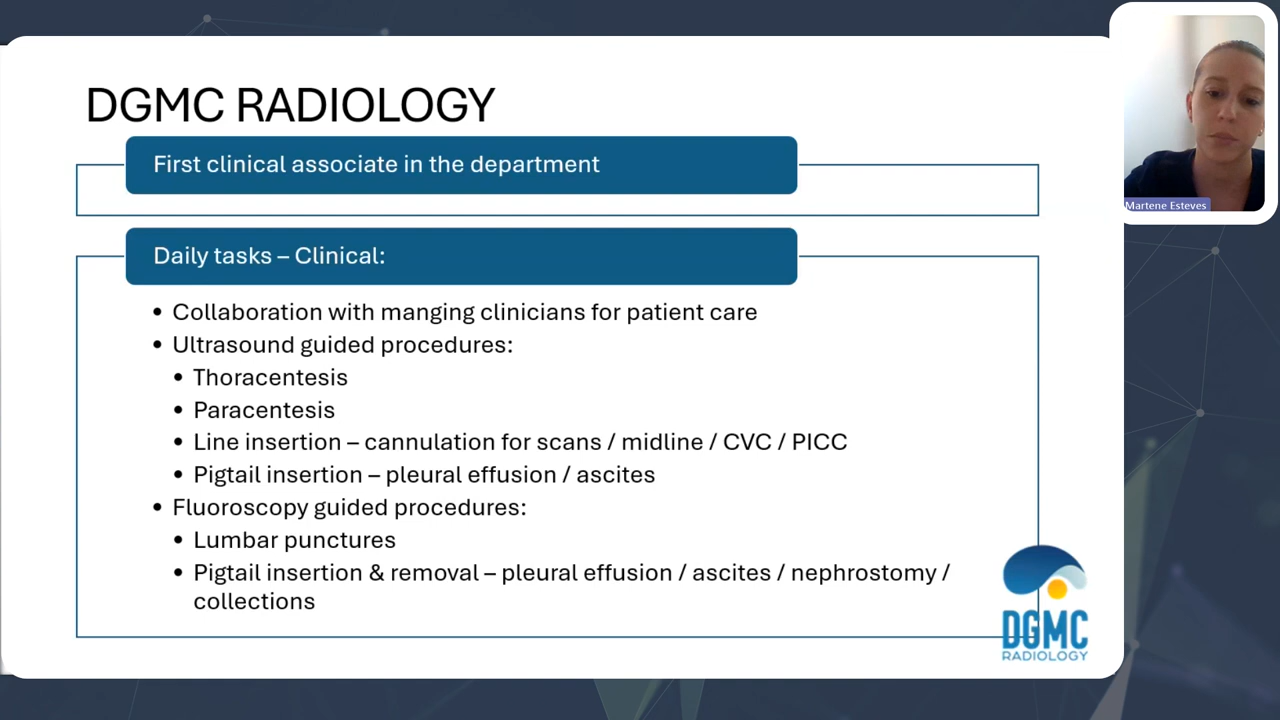 DGMC RADIOLOGY
First clinical associate in the department
Daily tasks – Clinical:
• Collaboration with manging clinicians for patient care
• Ultrasound guided procedures:
• Thoracentesis
• Paracentesis
• Line insertion – cannulation for scans / midline / CVC / PICC
• Pigtail insertion – pleural effusion / ascites
• Fluoroscopy guided procedures:
• Lumbar punctures
• Pigtail insertion & removal – pleural effusion / ascites / nephrostomy /
collections
DGMC
RADIOLOGY
Martene Esteves